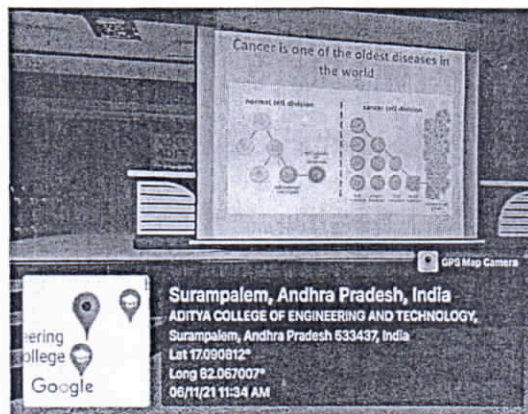 Cancer is one of the oldest diseases in
the world
normal cell division
cancer cell division
GPS Map Camera
Surampalem, Andhra Pradesh, India
ADITYA COLLEGE OF ENGINEERING AND TECHNOLOGY,
Surampalem, Andhra Pradesh 533437, India
Lat 17.090812°
Long 82.067007°
06/11/21 11:34 AM
ering
ollege
Google